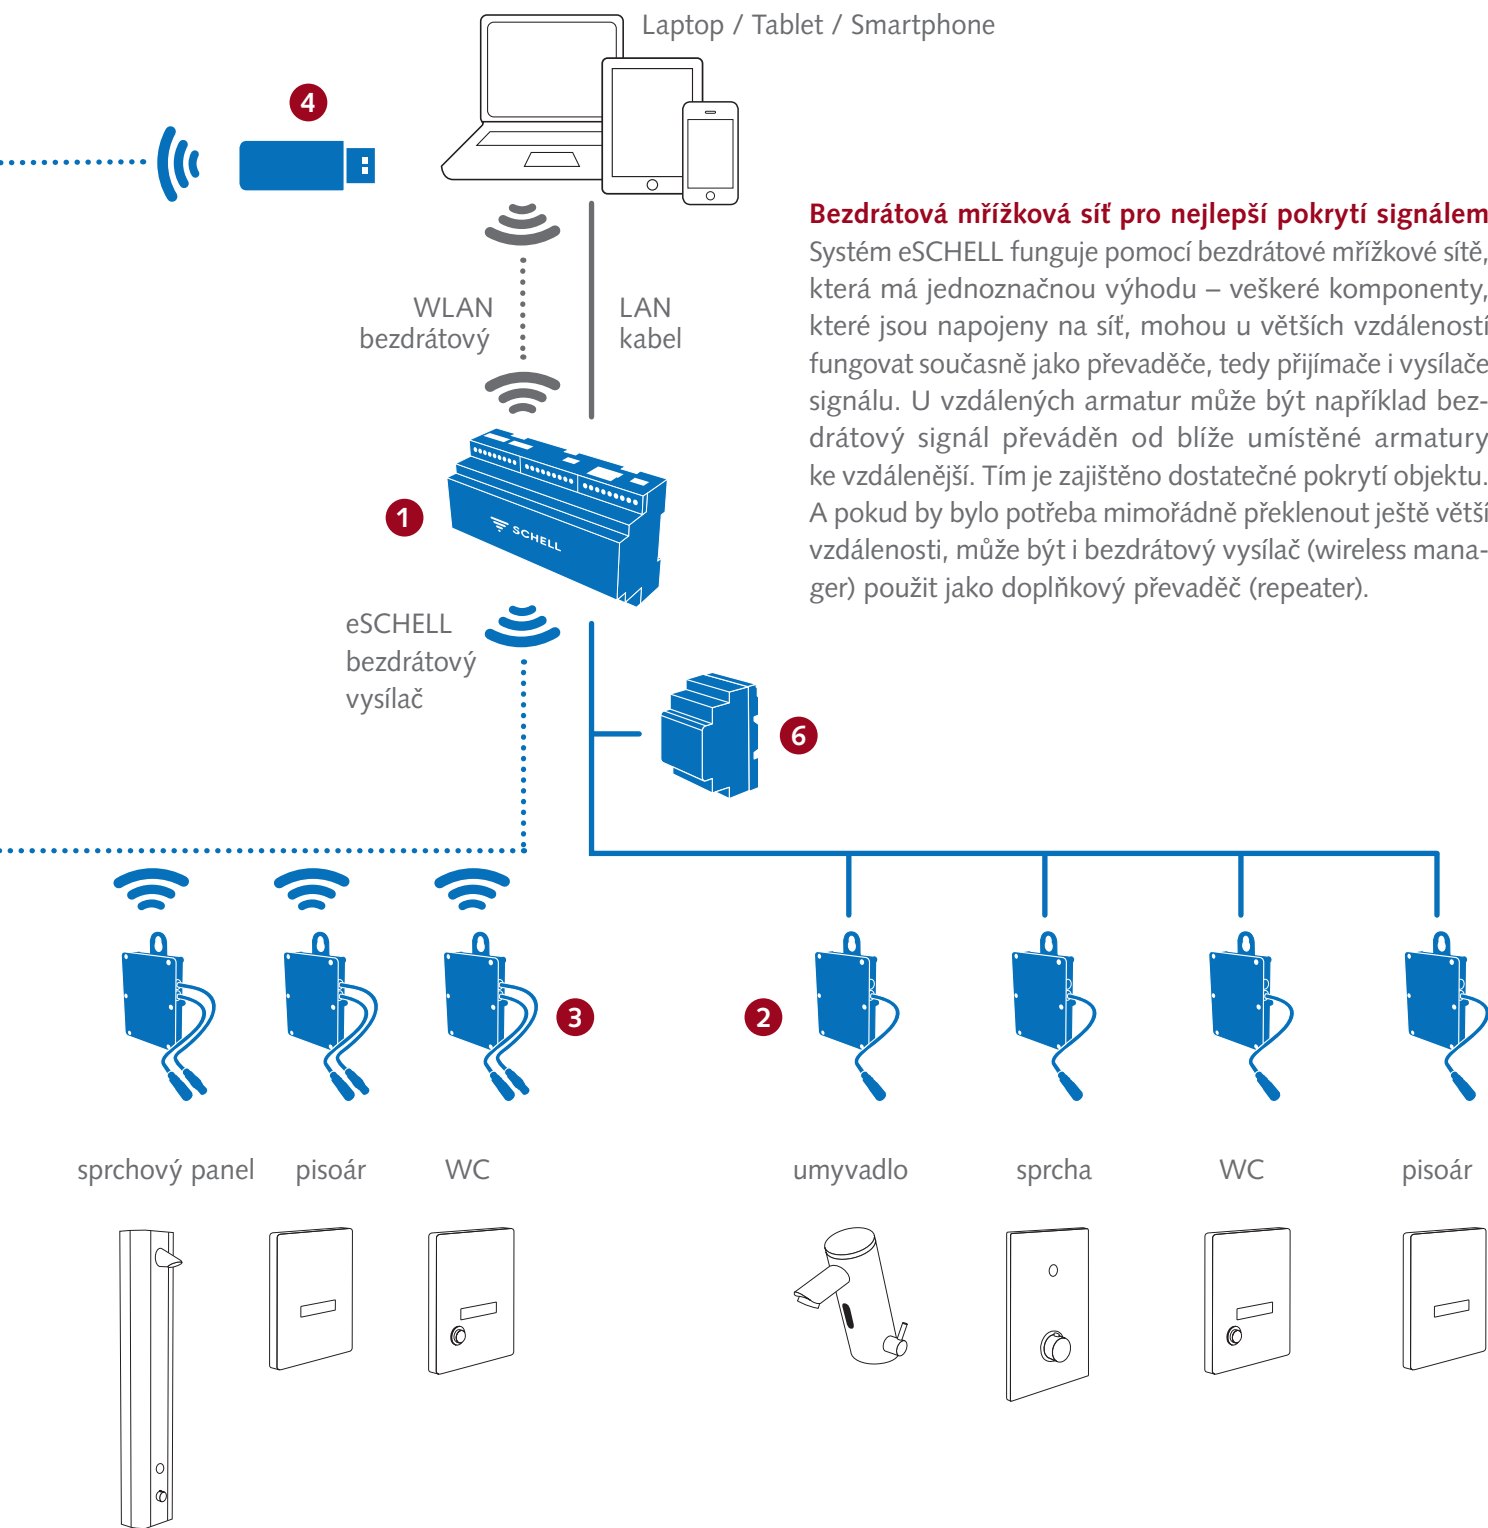 Laptop / Tablet / Smartphone
4
Bezdrátová mřížková síť pro nejlepší pokrytí signálem
Systém eSCHELL funguje pomocí bezdrátové mřížkové sítě,
která má jednoznačnou výhodu – veškeré komponenty,
které jsou napojeny na síť, mohou u větších vzdáleností
fungovat současně jako převaděče, tedy přijímače i vysílače
signálu. U vzdálených armatur může být například bez-
drátový signál převáděn od blíže umístěné armatury
ke vzdálenější. Tím je zajištěno dostatečné pokrytí objektu.
A pokud by bylo potřeba mimořádně překlenout ještě větší
vzdálenosti, může být i bezdrátový vysílač (wireless mana-
ger) použit jako doplňkový převaděč (repeater).
WLAN
bezdrátový
LAN
kabel
1
SCHELL
eSCHELL
bezdrátový
vysílač
6
3
2
sprchový panel
pisoár
WC
umyvadlo
sprcha
WC
pisoár